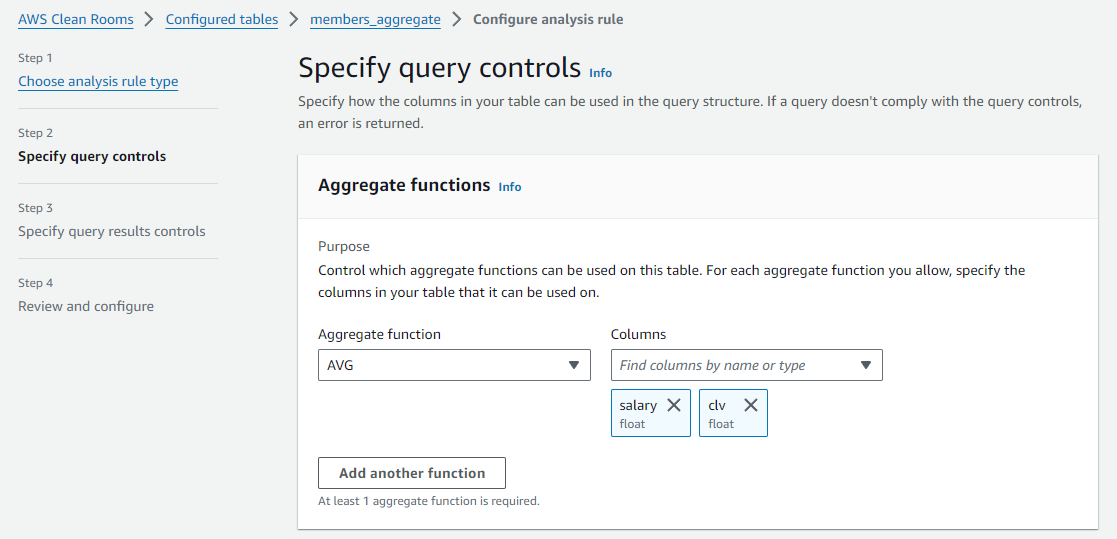 AWS Clean Rooms > Configured tables > members_aggregate > Configure analysis rule
Step 1
Choose analysis rule type
Step 2
Specify query controls
Step 3
Specify query results controls
Step 4
Review and configure
Specify query controls Info
Specify how the columns in your table can be used in the query structure. If a query doesn't comply with the query controls,
an error is returned.
Aggregate functions Info
Purpose
Control which aggregate functions can be used on this table. For each aggregate function you allow, specify the
columns in your table that it can be used on.
Aggregate function Columns
AVG Find columns by name or type
salary clv
float float
Add another function
At least 1 aggregate function is required.